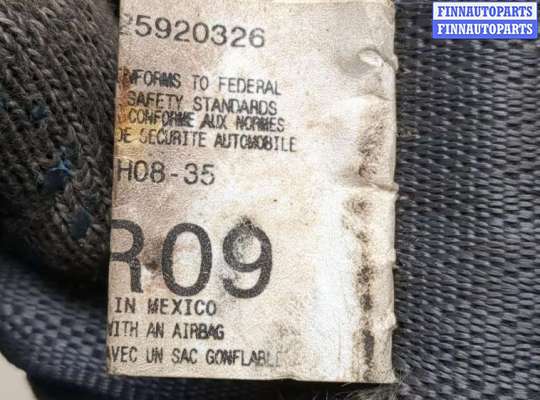 FINNAUTOPARTS
FINNAUTOPARTS
25920326
TO FEDERAL
SAFETY STANDARDS
CONFORME AUX NORMES
DE SECURITE AUTOMOBILE
H08-35
R09
IN MEXICO
WITH AN AIRBAG
AVEC UN SAC GONFLABLE